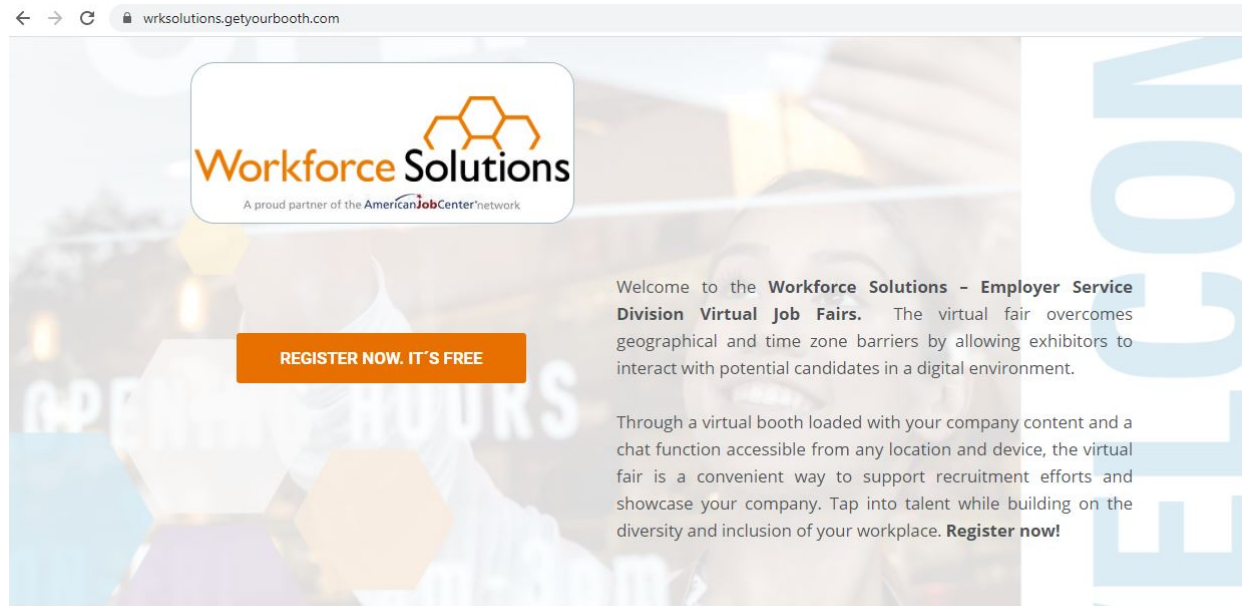 wrksolutions.getyourbooth.com
Workforce Solutions
A proud partner of the AmericanJobCenter network
REGISTER NOW. IT´S FREE
Welcome to the Workforce Solutions – Employer Service
Division Virtual Job Fairs. The virtual fair overcomes
geographical and time zone barriers by allowing exhibitors to
interact with potential candidates in a digital environment.
Through a virtual booth loaded with your company content and a
chat function accessible from any location and device, the virtual
fair is a convenient way to support recruitment efforts and
showcase your company. Tap into talent while building on the
diversity and inclusion of your workplace. Register now!
OPENING HOURS